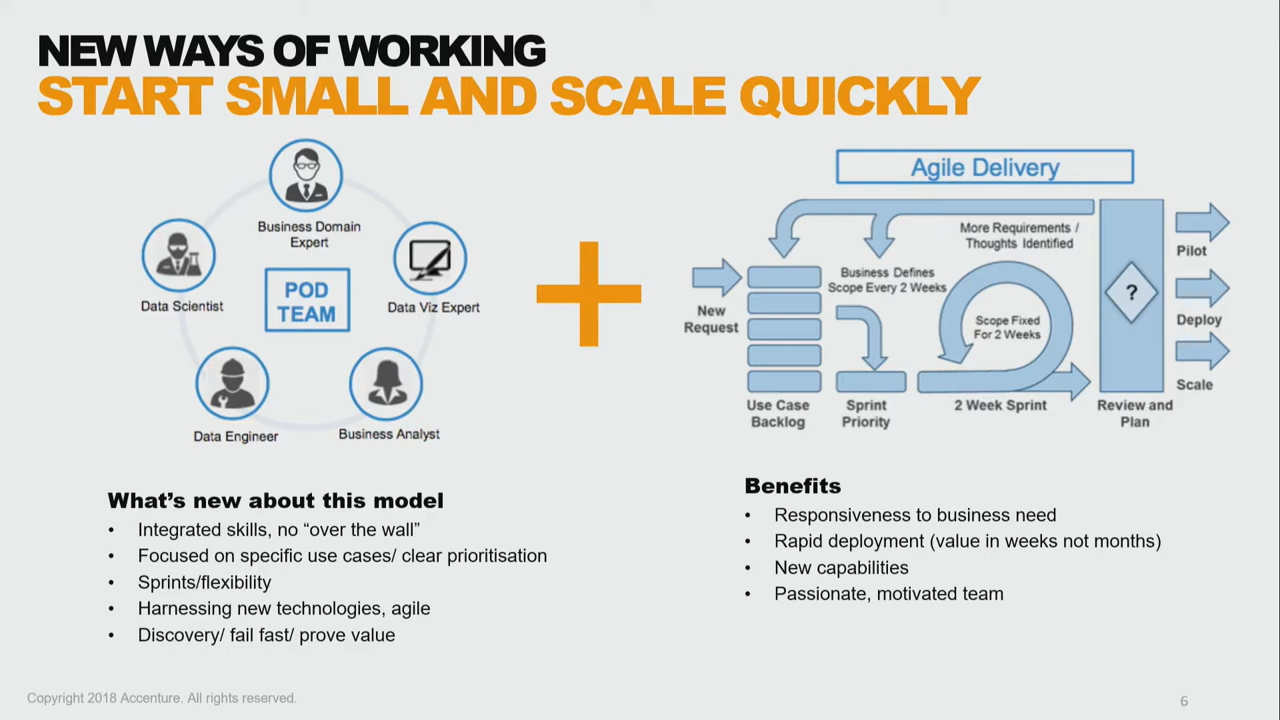 NEW WAYS OF WORKING
START SMALL AND SCALE QUICKLY
Business Domain
Expert
Data Scientist
POD
TEAM
Data Viz Expert
Data Engineer
Business Analyst
Agile Delivery
More Requirements /
Thoughts Identified
Business Defines
Scope Every 2 Weeks
New
Request
Scope Fixed
For 2 Weeks
?
Pilot
Deploy
Scale
Use Case
Backlog
Sprint
Priority
2 Week Sprint
Review and
Plan
What's new about this model
• Integrated skills, no “over the wall”
• Focused on specific use cases/ clear prioritisation
• Sprints/flexibility
• Harnessing new technologies, agile
• Discovery/ fail fast/ prove value
Benefits
• Responsiveness to business need
• Rapid deployment (value in weeks not months)
• New capabilities
• Passionate, motivated team
Copyright 2018 Accenture. All rights reserved.
6